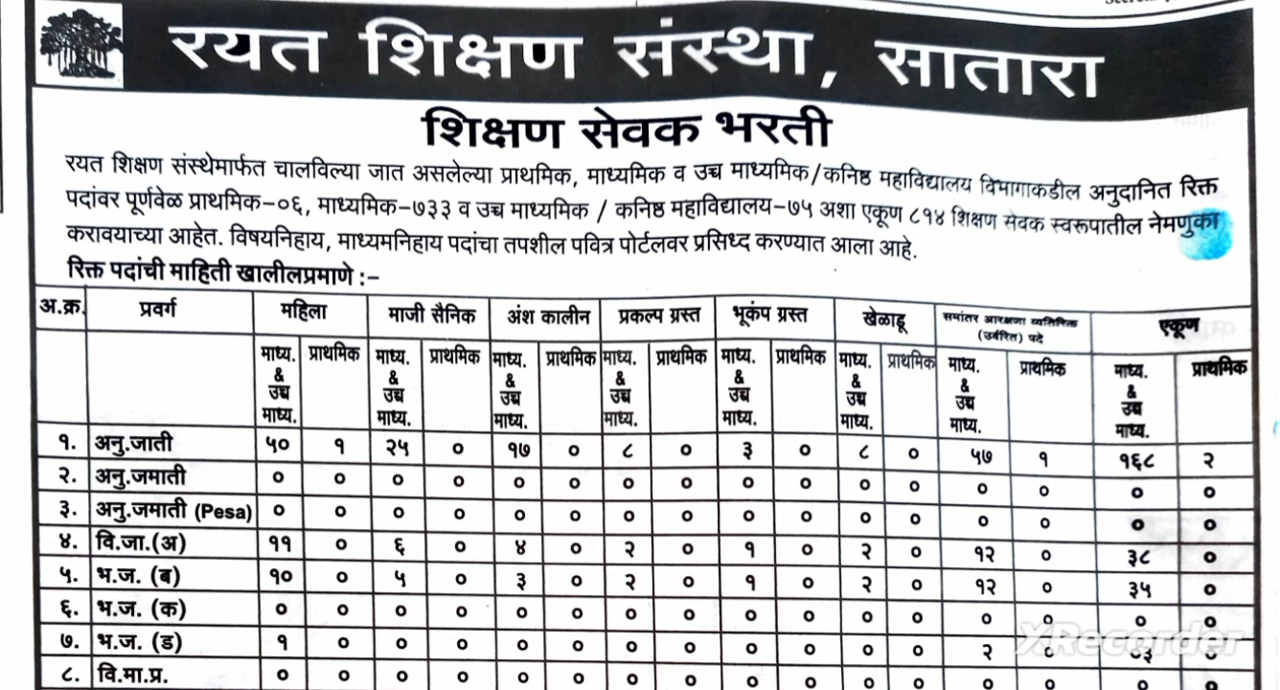 रयत शिक्षण संस्था, सातारा
शिक्षण सेवक भरती
रयत शिक्षण संस्थेमार्फत चालविल्या जात असलेल्या प्राथमिक, माध्यमिक व उच्च माध्यमिक/कनिष्ठ महाविद्यालय विभागाकडील अनुदानित रिक्त
पदांवर पूर्णवेळ प्राथमिक-०६, माध्यमिक-७३३ व उच्च माध्यमिक / कनिष्ठ महाविद्यालय-७५ अशा एकूण ८१४ शिक्षण सेवक स्वरूपातील नेमणुका
करावयाच्या आहेत. विषयनिहाय, माध्यमनिहाय पदांचा तपशील पवित्र पोर्टलवर प्रसिध्द करण्यात आला आहे.
रिक्त पदांची माहिती खालीलप्रमाणे :-
अ.क्र. प्रवर्ग महिला माजी सैनिक अंश कालीन प्रकल्प ग्रस्त भूकंप ग्रस्त खेळाडू समांतर आरक्षणा व्यतिरिक्त (उर्वरित) पदे एकूण
माध्य. & उच्च माध्य. प्राथमिक माध्य. & उच्च माध्य. प्राथमिक माध्य. & उच्च माध्य. प्राथमिक माध्य. & उच्च माध्य. प्राथमिक माध्य. & उच्च माध्य. प्राथमिक माध्य. & उच्च माध्य. प्राथमिक माध्य. & उच्च माध्य. प्राथमिक माध्य. & उच्च माध्य. प्राथमिक
१. अनु.जाती ५० १ २५ ० १७ ० ८ ० ३ ० ८ ० ५७ १ १६८ २
२. अनु.जमाती ० ० ० ० ० ० ० ० ० ० ० ० ० ० ० ०
३. अनु.जमाती (Pesa) ० ० ० ० ० ० ० ० ० ० ० ० ० ० ० ०
४. वि.जा.(अ) ११ ० ६ ० ४ ० २ ० १ ० २ ० १२ ० ३८ ०
५. भ.ज. (ब) १० ० ५ ० ३ ० २ ० १ ० २ ० १२ ० ३५ ०
६. भ.ज. (क) ० ० ० ० ० ० ० ० ० ० ० ० ० ० ० ०
७. भ.ज. (ड) १ ० ० ० ० ० ० ० ० ० ० ० २ ० ०३ ०
XRecorder
८. वि.मा.प्र. ० ० ० ० ० ० ० ० ० ० ० ० ० ० ० ०